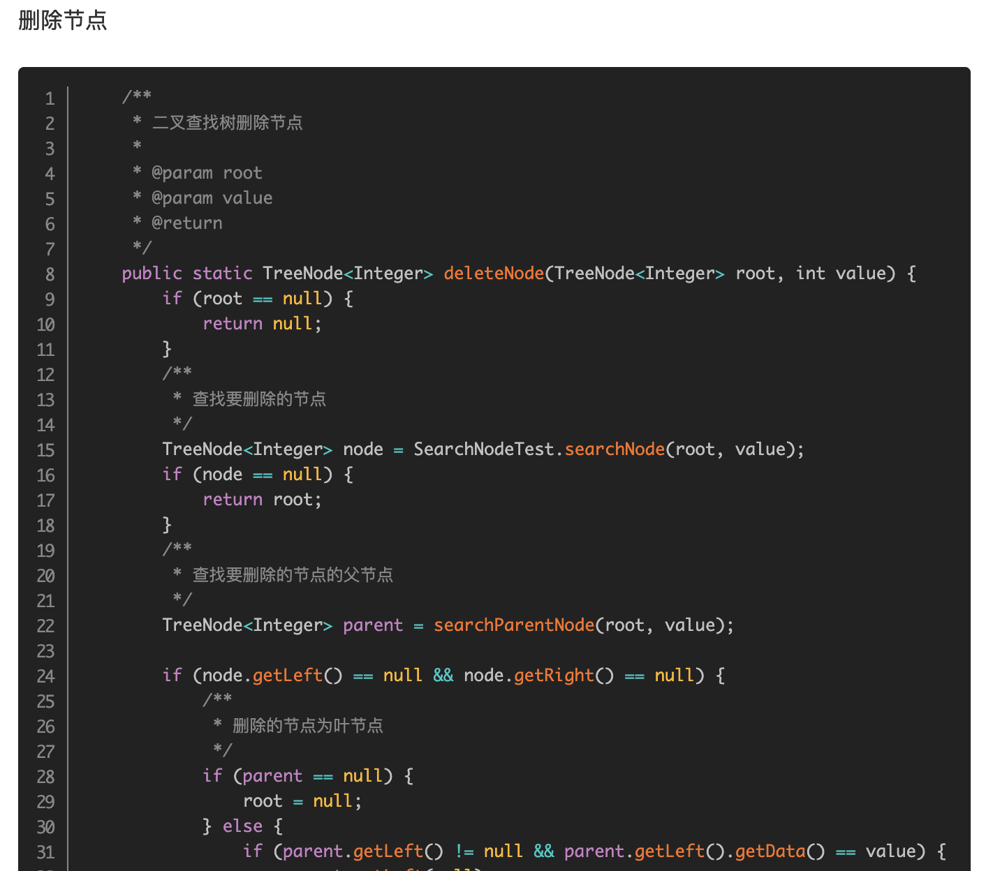 删除节点
1 /**
2 * 二叉查找树删除节点
3 *
4 * @param root
5 * @param value
6 * @return
7 */
8 public static TreeNode<Integer> deleteNode(TreeNode<Integer> root, int value) {
9 if (root == null) {
10 return null;
11 }
12 /**
13 * 查找要删除的节点
14 */
15 TreeNode<Integer> node = SearchNodeTest.searchNode(root, value);
16 if (node == null) {
17 return root;
18 }
19 /**
20 * 查找要删除的节点的父节点
21 */
22 TreeNode<Integer> parent = searchParentNode(root, value);
23
24 if (node.getLeft() == null && node.getRight() == null) {
25 /**
26 * 删除的节点为叶节点
27 */
28 if (parent == null) {
29 root = null;
30 } else {
31 if (parent.getLeft() != null && parent.getLeft().getData() == value) {